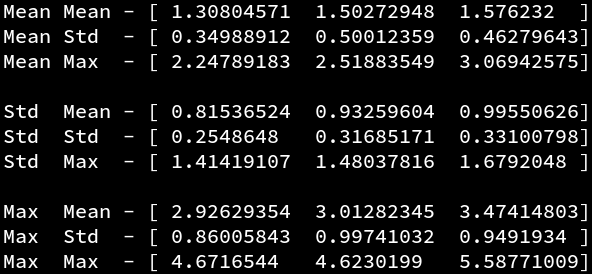 Mean Mean - [ 1.30804571  1.50272948  1.576232  ]
Mean Std  - [ 0.34988912  0.50012359  0.46279643]
Mean Max  - [ 2.24789183  2.51883549  3.06942575]
Std  Mean - [ 0.81536524  0.93259604  0.99550626]
Std  Std  - [ 0.2548648   0.31685171  0.33100798]
Std  Max  - [ 1.41419107  1.48037816  1.6792048 ]
Max  Mean - [ 2.92629354  3.01282345  3.47414803]
Max  Std  - [ 0.86005843  0.99741032  0.9491934 ]
Max  Max  - [ 4.6716544   4.6230199   5.58771009]